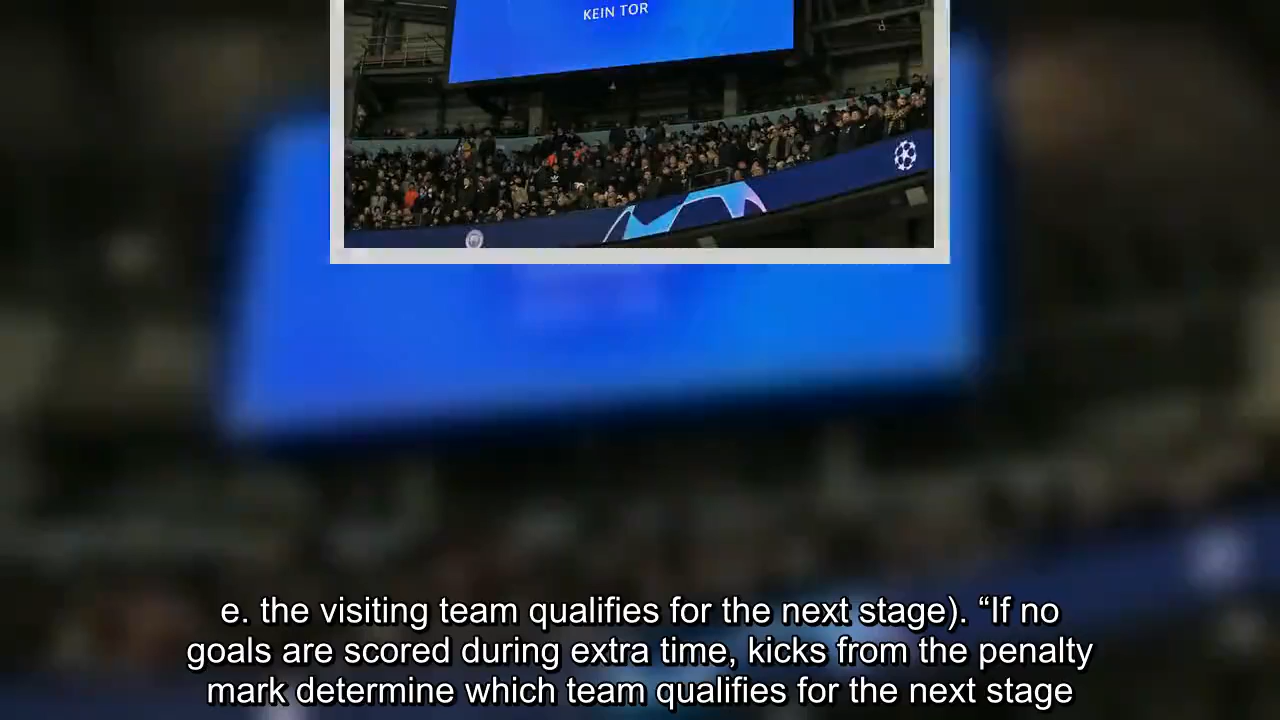 KEIN TOR
e. the visiting team qualifies for the next stage). “If no
goals are scored during extra time, kicks from the penalty
mark determine which team qualifies for the next stage